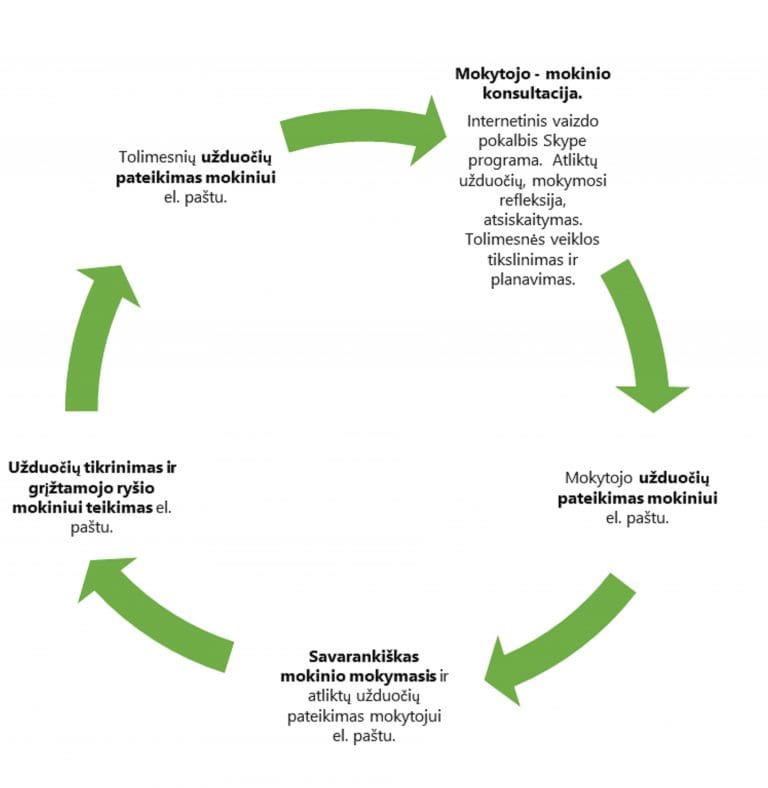 Mokytojo - mokinio
konsultacija.
Internetinis vaizdo
pokalbis Skype
programa. Atliktų
užduočių, mokymosi
refleksija,
atsiskaitymas.
Tolimesnės veiklos
tikslinimas ir
planavimas.
Mokytojo užduočių
pateikimas mokiniui
el. paštu.
Savarankiškas
mokinio mokymasis ir
atliktų užduočių
pateikimas mokytojui
el. paštu.
Užduočių tikrinimas ir
grįžtamojo ryšio
mokiniui teikimas el.
paštu.
Tolimesnių užduočių
pateikimas mokiniui
el. paštu.